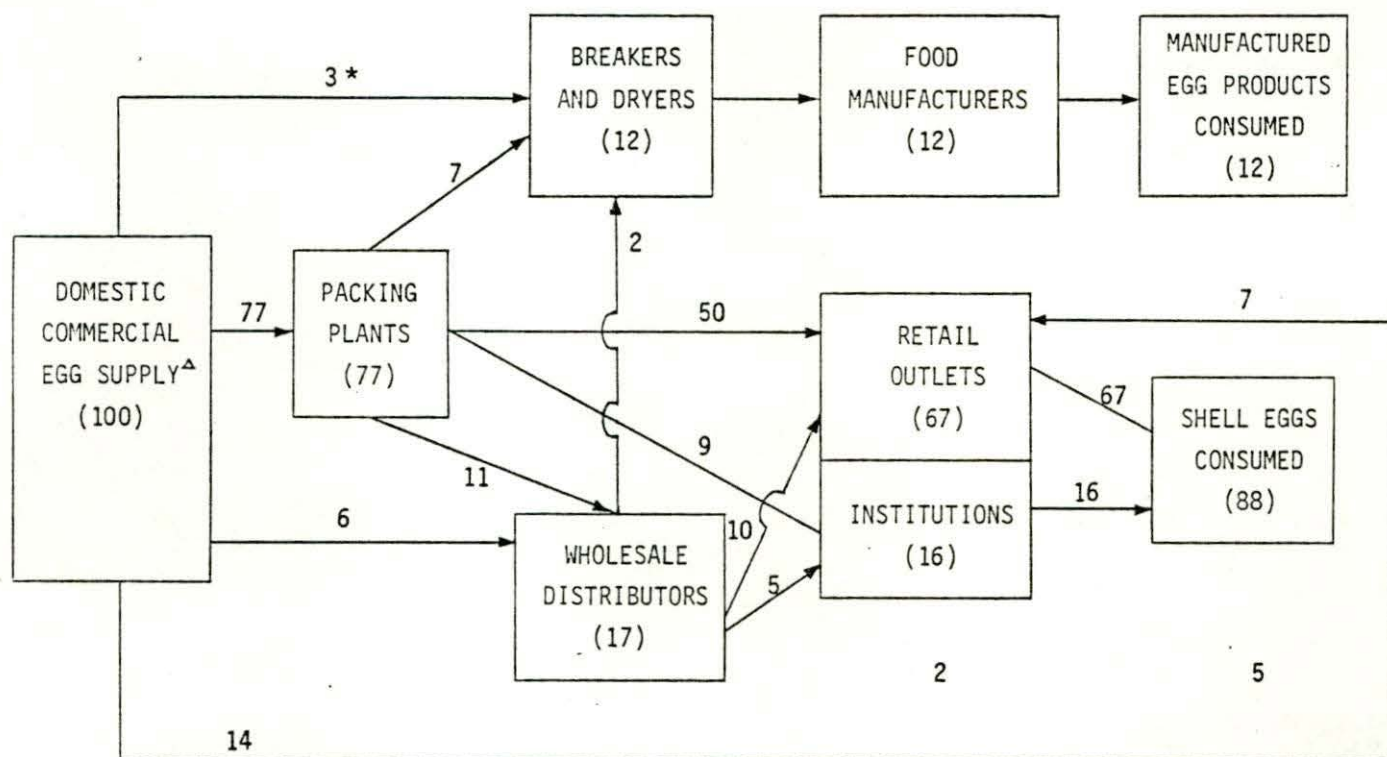 3 *
BREAKERS
AND DRYERS
(12)
FOOD
MANUFACTURERS
(12)
MANUFACTURED
EGG PRODUCTS
CONSUMED
(12)
7
2
DOMESTIC
COMMERCIAL
EGG SUPPLY△
(100)
77
PACKING
PLANTS
(77)
50
RETAIL
OUTLETS
(67)
7
67
SHELL EGGS
CONSUMED
(88)
11
9
6
WHOLESALE
DISTRIBUTORS
(17)
10
5
INSTITUTIONS
(16)
16
2
5
14